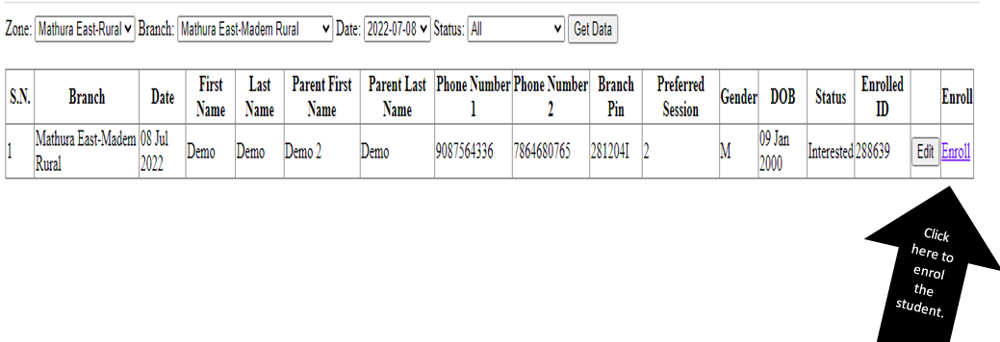 Zone: Mathura East-Rural Branch: Mathura East-Madem Rural Date: 2022-07-08 Status: All Get Data
S.N. Branch Date First Name Last Name Parent First Name Parent Last Name Phone Number 1 Phone Number 2 Branch Pin Preferred Session Gender DOB Status Enrolled ID Enroll
1 Mathura East-Madem Rural 08 Jul 2022 Demo Demo Demo 2 Demo 9087564336 7864680765 281204I 2 M 09 Jan 2000 Interested 288639 Edit Enroll
Click
here to
enrol
the
student.